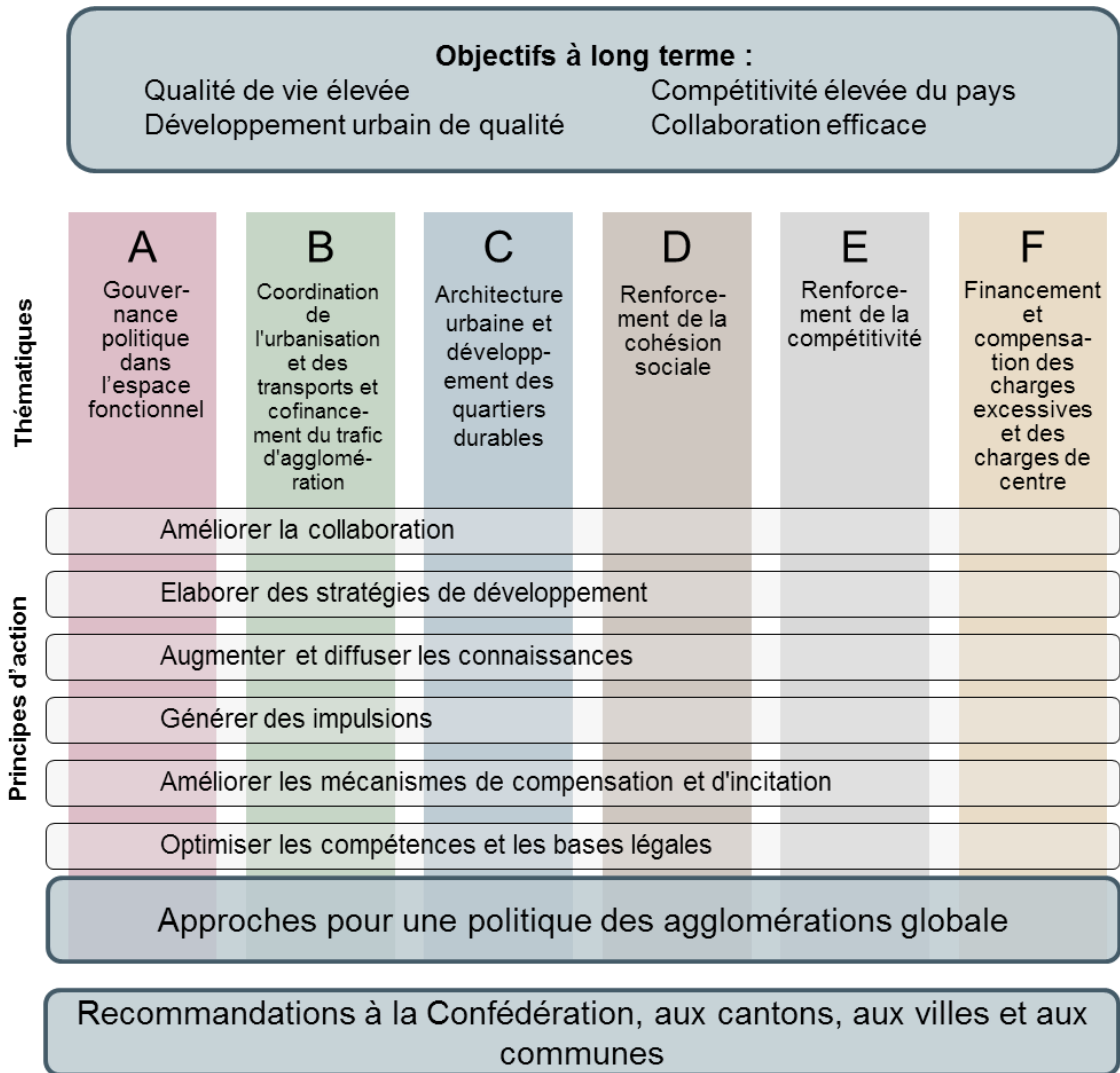 Objectifs à long terme :
Qualité de vie élevée
Compétitivité élevée du pays
Développement urbain de qualité
Collaboration efficace
Thématiques
A
Gouver-
nance
politique
dans
l'espace
fonctionnel
B
Coordination
de
l'urbanisation
et des
transports et
cofinance-
ment du trafic
d'agglomé-
ration
C
Architecture
urbaine et
développ-
ement des
quartiers
durables
D
Renforce-
ment de la
cohésion
sociale
E
Renforce-
ment de la
compétitivité
F
Financement
et
compensa-
tion des
charges
excessives
et des
charges de
centre
Principes d'action
Améliorer la collaboration
Elaborer des stratégies de développement
Augmenter et diffuser les connaissances
Générer des impulsions
Améliorer les mécanismes de compensation et d'incitation
Optimiser les compétences et les bases légales
Approches pour une politique des agglomérations globale
Recommandations à la Confédération, aux cantons, aux villes et aux
communes